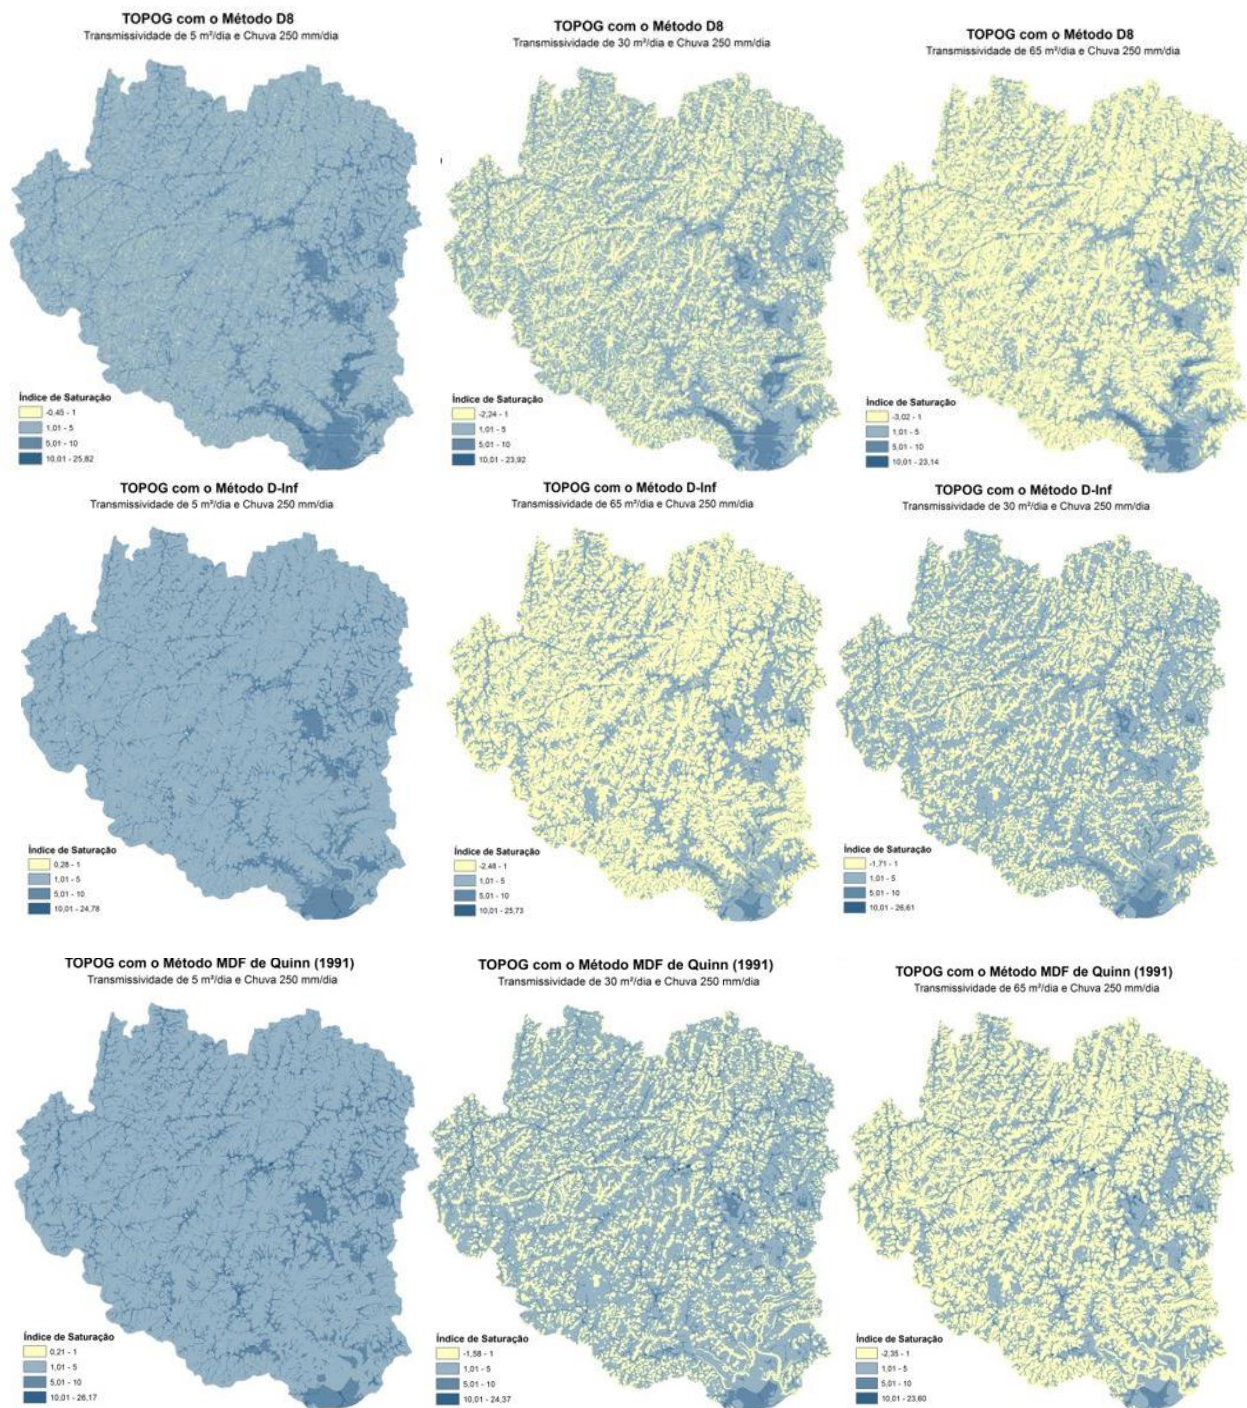 TOPOG com o Método D8
Transmissividade de 5 m²/dia e Chuva 250 mm/dia
Índice de Saturação
-0,45 - 1
1,01 - 5
5,01 - 10
10,01 - 25,82
TOPOG com o Método D8
Transmissividade de 30 m²/dia e Chuva 250 mm/dia
Índice de Saturação
-2,24 - 1
1,01 - 5
5,01 - 10
10,01 - 23,92
TOPOG com o Método D8
Transmissividade de 65 m²/dia e Chuva 250 mm/dia
Índice de Saturação
-3,02 - 1
1,01 - 5
5,01 - 10
10,01 - 23,14
TOPOG com o Método D-Inf
Transmissividade de 5 m²/dia e Chuva 250 mm/dia
Índice de Saturação
0,28 - 1
1,01 - 5
5,01 - 10
10,01 - 24,78
TOPOG com o Método D-Inf
Transmissividade de 65 m²/dia e Chuva 250 mm/dia
Índice de Saturação
-2,48 - 1
1,01 - 5
5,01 - 10
10,01 - 25,73
TOPOG com o Método D-Inf
Transmissividade de 30 m²/dia e Chuva 250 mm/dia
Índice de Saturação
-1,71 - 1
1,01 - 5
5,01 - 10
10,01 - 26,61
TOPOG com o Método MDF de Quinn (1991)
Transmissividade de 5 m²/dia e Chuva 250 mm/dia
Índice de Saturação
0,21 - 1
1,01 - 5
5,01 - 10
10,01 - 26,17
TOPOG com o Método MDF de Quinn (1991)
Transmissividade de 30 m²/dia e Chuva 250 mm/dia
Índice de Saturação
-1,58 - 1
1,01 - 5
5,01 - 10
10,01 - 24,37
TOPOG com o Método MDF de Quinn (1991)
Transmissividade de 65 m²/dia e Chuva 250 mm/dia
Índice de Saturação
-2,35 - 1
1,01 - 5
5,01 - 10
10,01 - 23,60